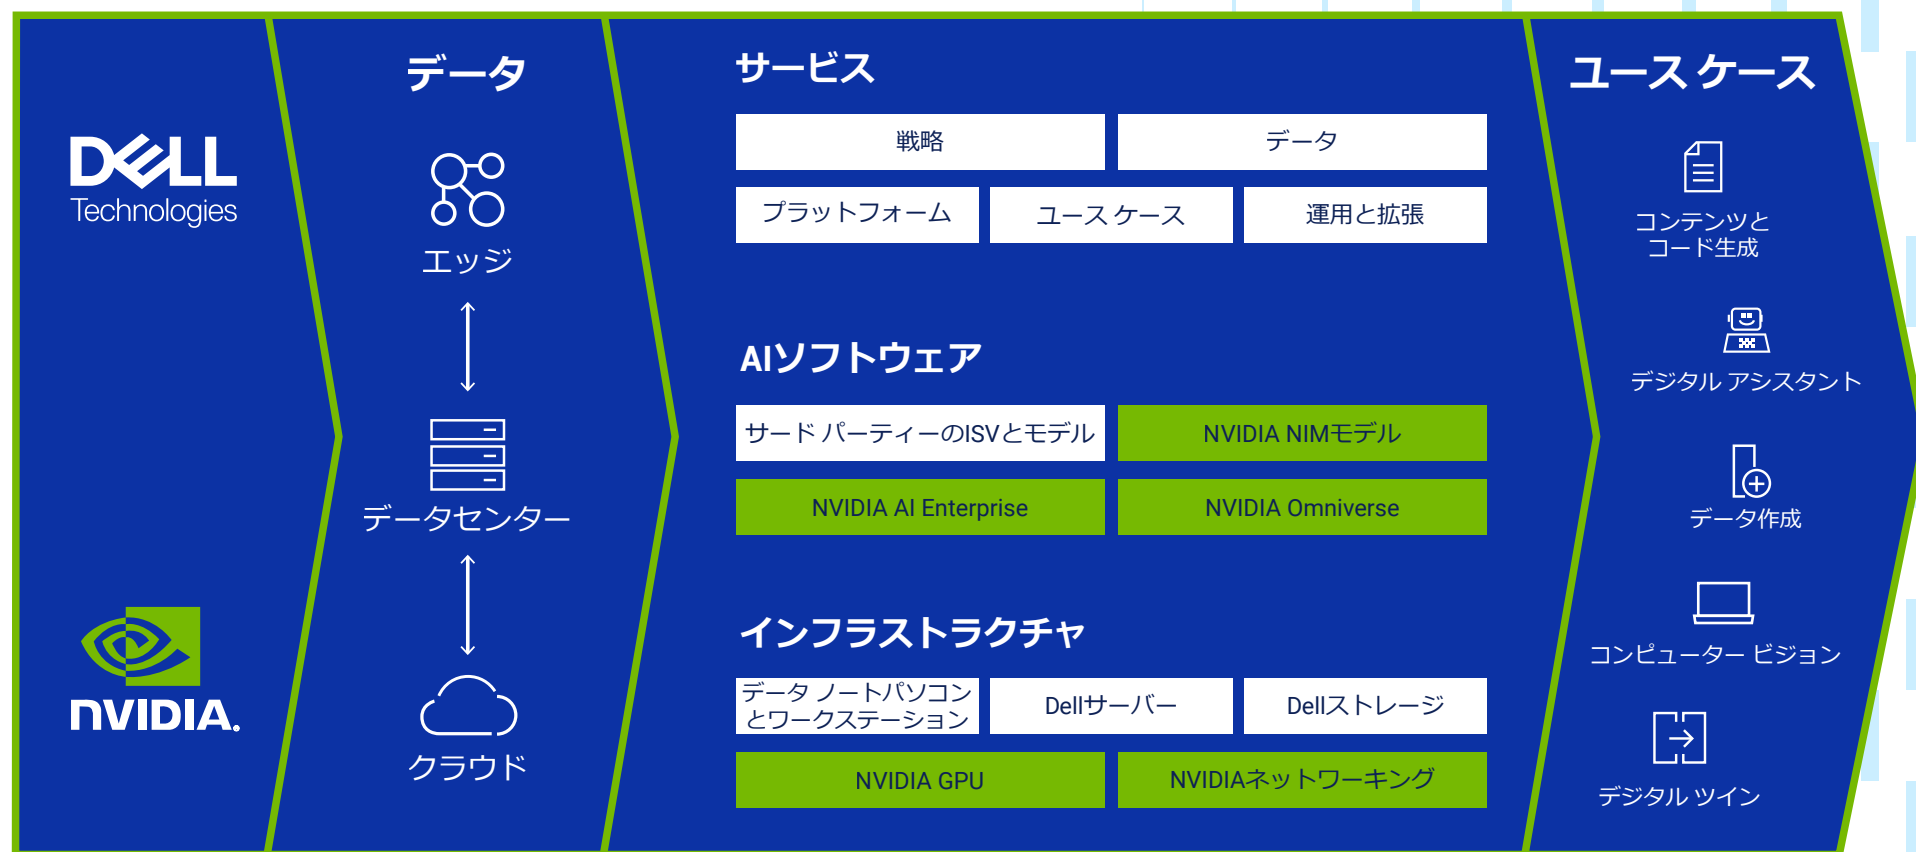 DELL
Technologies
NVIDIA.
データ
エッジ
データセンター
クラウド
サービス
戦略
データ
プラットフォーム
ユース ケース
運用と拡張
AIソフトウェア
サード パーティーのISVとモデル
NVIDIA NIMモデル
NVIDIA AI Enterprise
NVIDIA Omniverse
インフラストラクチャ
データ ノートパソコン
とワークステーション
Dellサーバー
Dellストレージ
NVIDIA GPU
NVIDIAネットワーキング
ユース ケース
コンテンツと
コード生成
デジタル アシスタント
データ作成
コンピューター ビジョン
デジタル ツイン